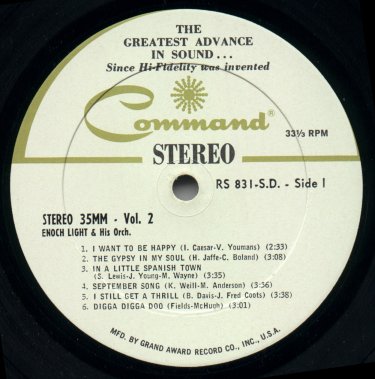 THE
GREATEST ADVANCE
IN SOUND...
Since Hi-Fidelity was invented
Command®
33⅓ RPM
STEREO
RS 831-S.D. - Side 1
STEREO 35MM - Vol. 2
ENOCH LIGHT & His Orch.
1. I WANT TO BE HAPPY (I. Caesar-V. Youmans) (2:33)
2. THE GYPSY IN MY SOUL (H. Jaffe-C. Boland) (3:08)
3. IN A LITTLE SPANISH TOWN
(S. Lewis-J. Young-M. Wayne) (3:35)
4. SEPTEMBER SONG (K. Weill-M. Anderson) (3:36)
5. I STILL GET A THRILL (B. Davis-J. Fred Coots) (3:38)
6. DIGGA DIGGA DOO (Fields-McHugh) (3:01)
MFD. BY GRAND AWARD RECORD CO., INC., U.S.A.